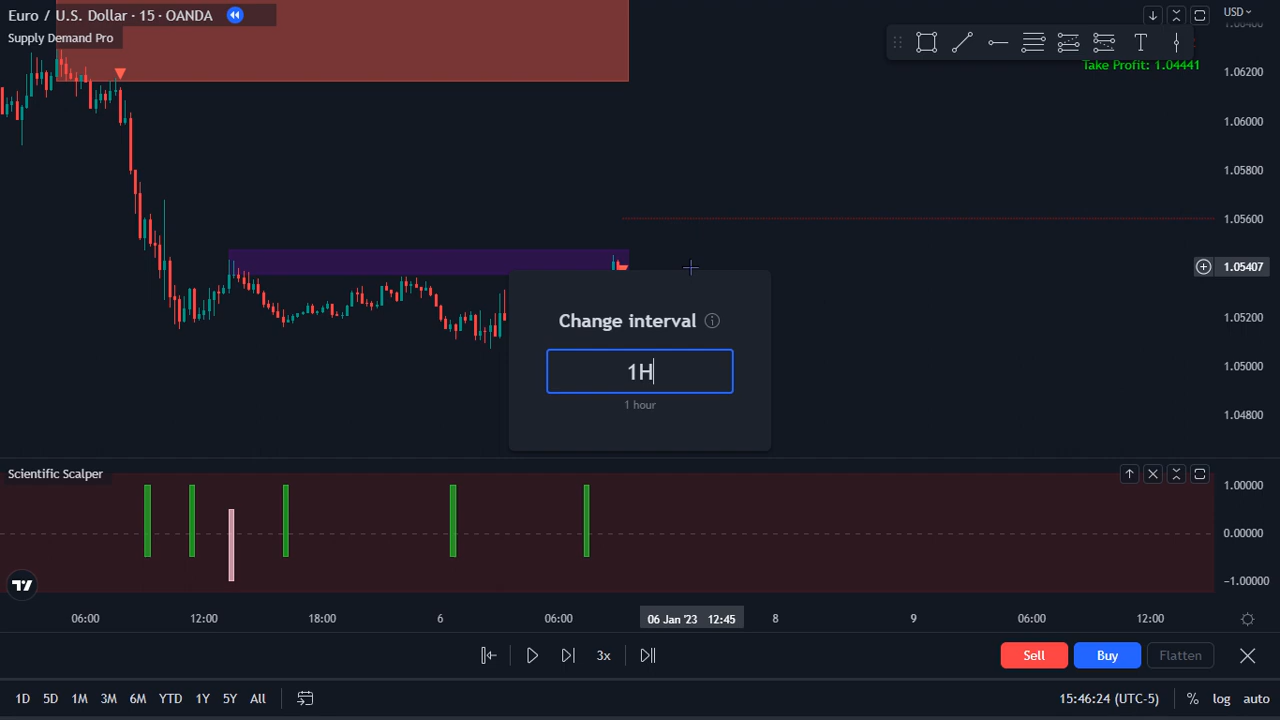 Euro / U.S. Dollar · 15 · OANDA
USD
Supply Demand Pro
T
Take Profit: 1.04441
1.06200
1.06000
1.05800
1.05600
1.05407
1.05200
1.05000
1.04800
Change interval
1H
1 hour
Scientific Scalper
1.00000
0.00000
−1.00000
06:00
12:00
18:00
6
06:00
06 Jan '23 12:45
8
9
06:00
12:00
3x
Sell
Buy
Flatten
1D
5D
1M
3M
6M
YTD
1Y
5Y
All
15:46:24 (UTC-5)
%
log
auto